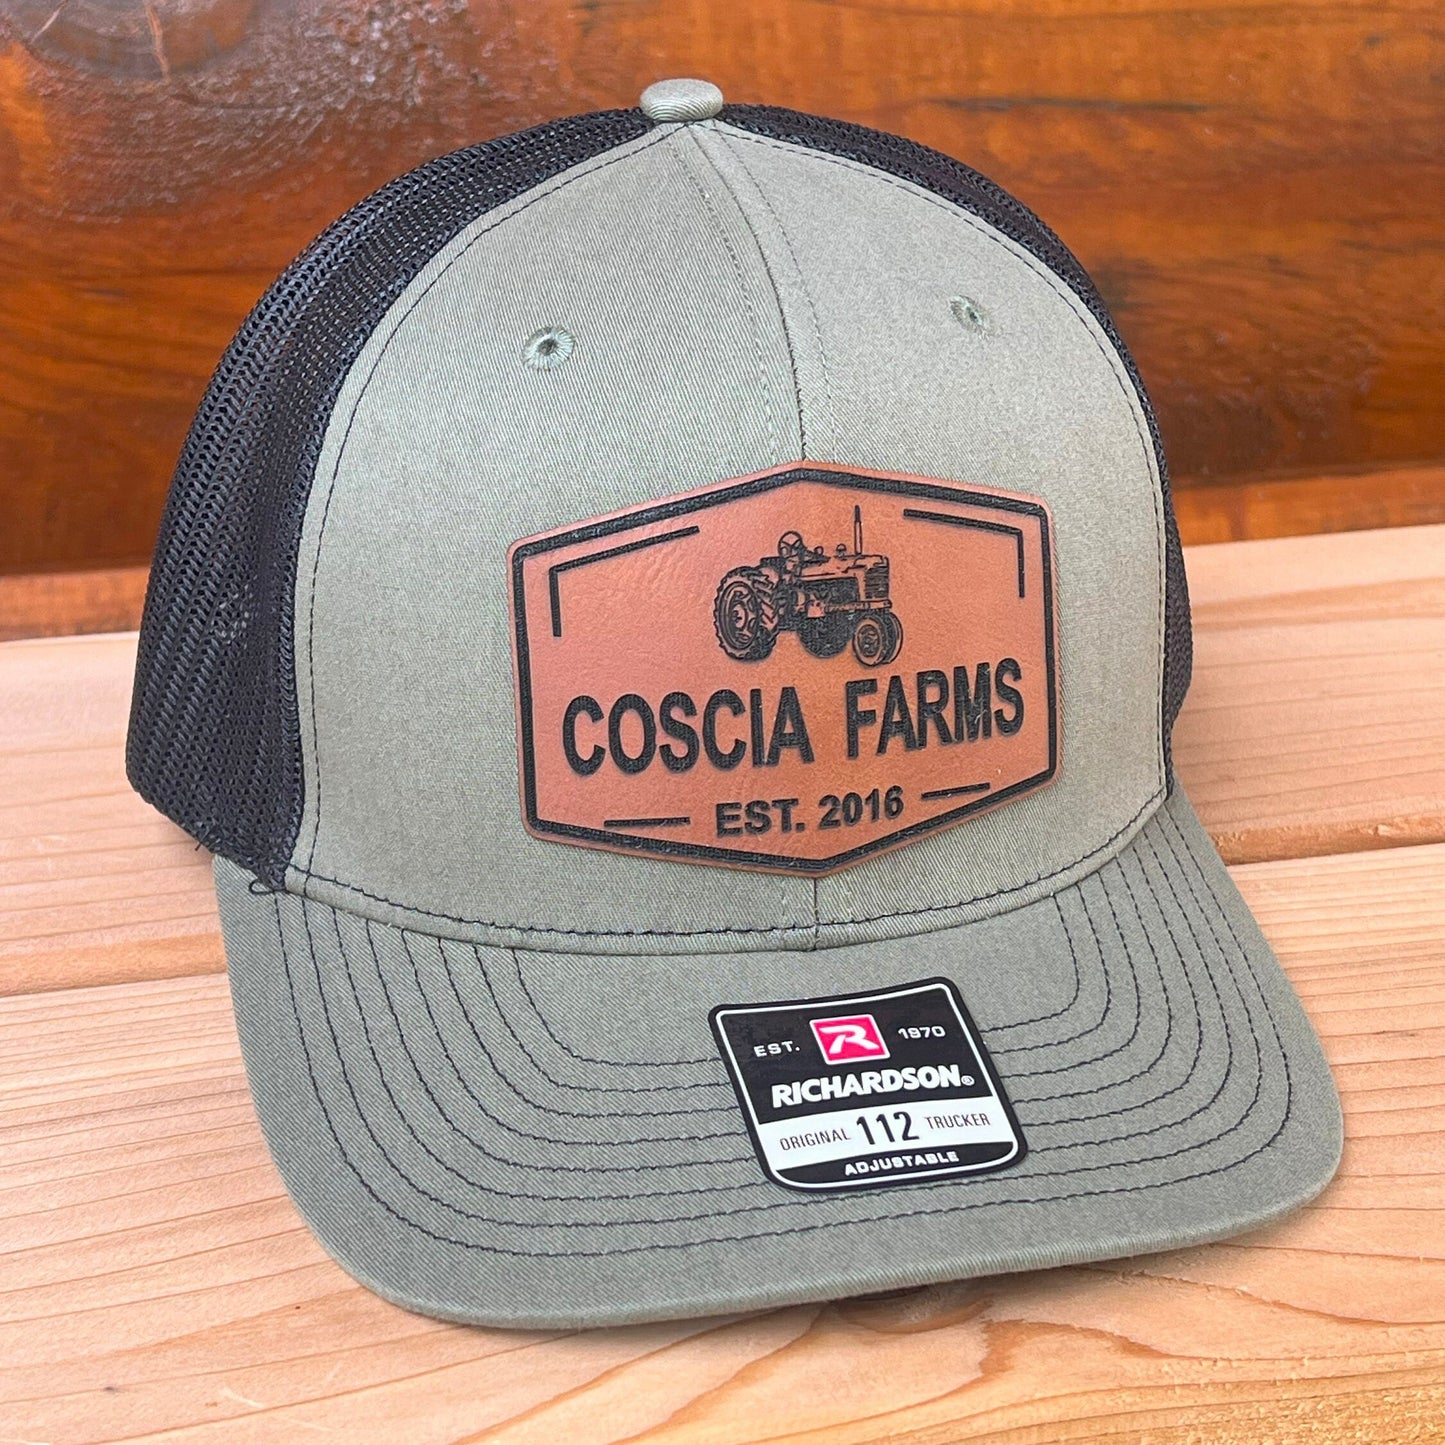 COSCIA FARMS
EST. 2016
EST. R 1970
RICHARDSON®
ORIGINAL 112 TRUCKER
ADJUSTABLE